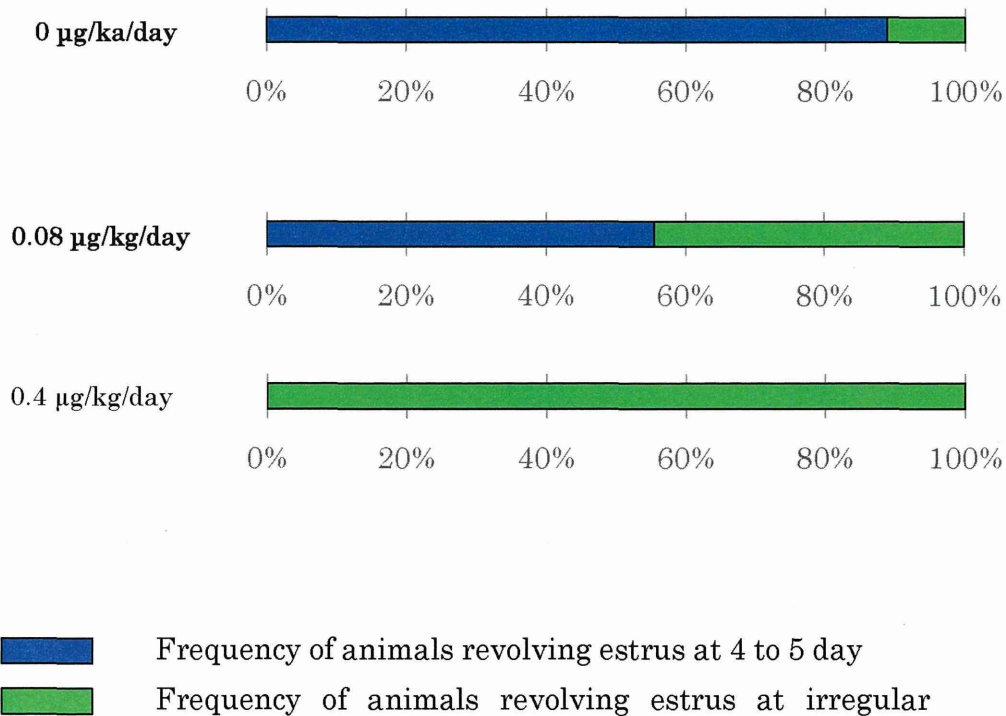 0 μg/ka/day
0% 20% 40% 60% 80% 100%
0.08 μg/kg/day
0% 20% 40% 60% 80% 100%
0.4 μg/kg/day
0% 20% 40% 60% 80% 100%
Frequency of animals revolving estrus at 4 to 5 day
Frequency of animals revolving estrus at irregular